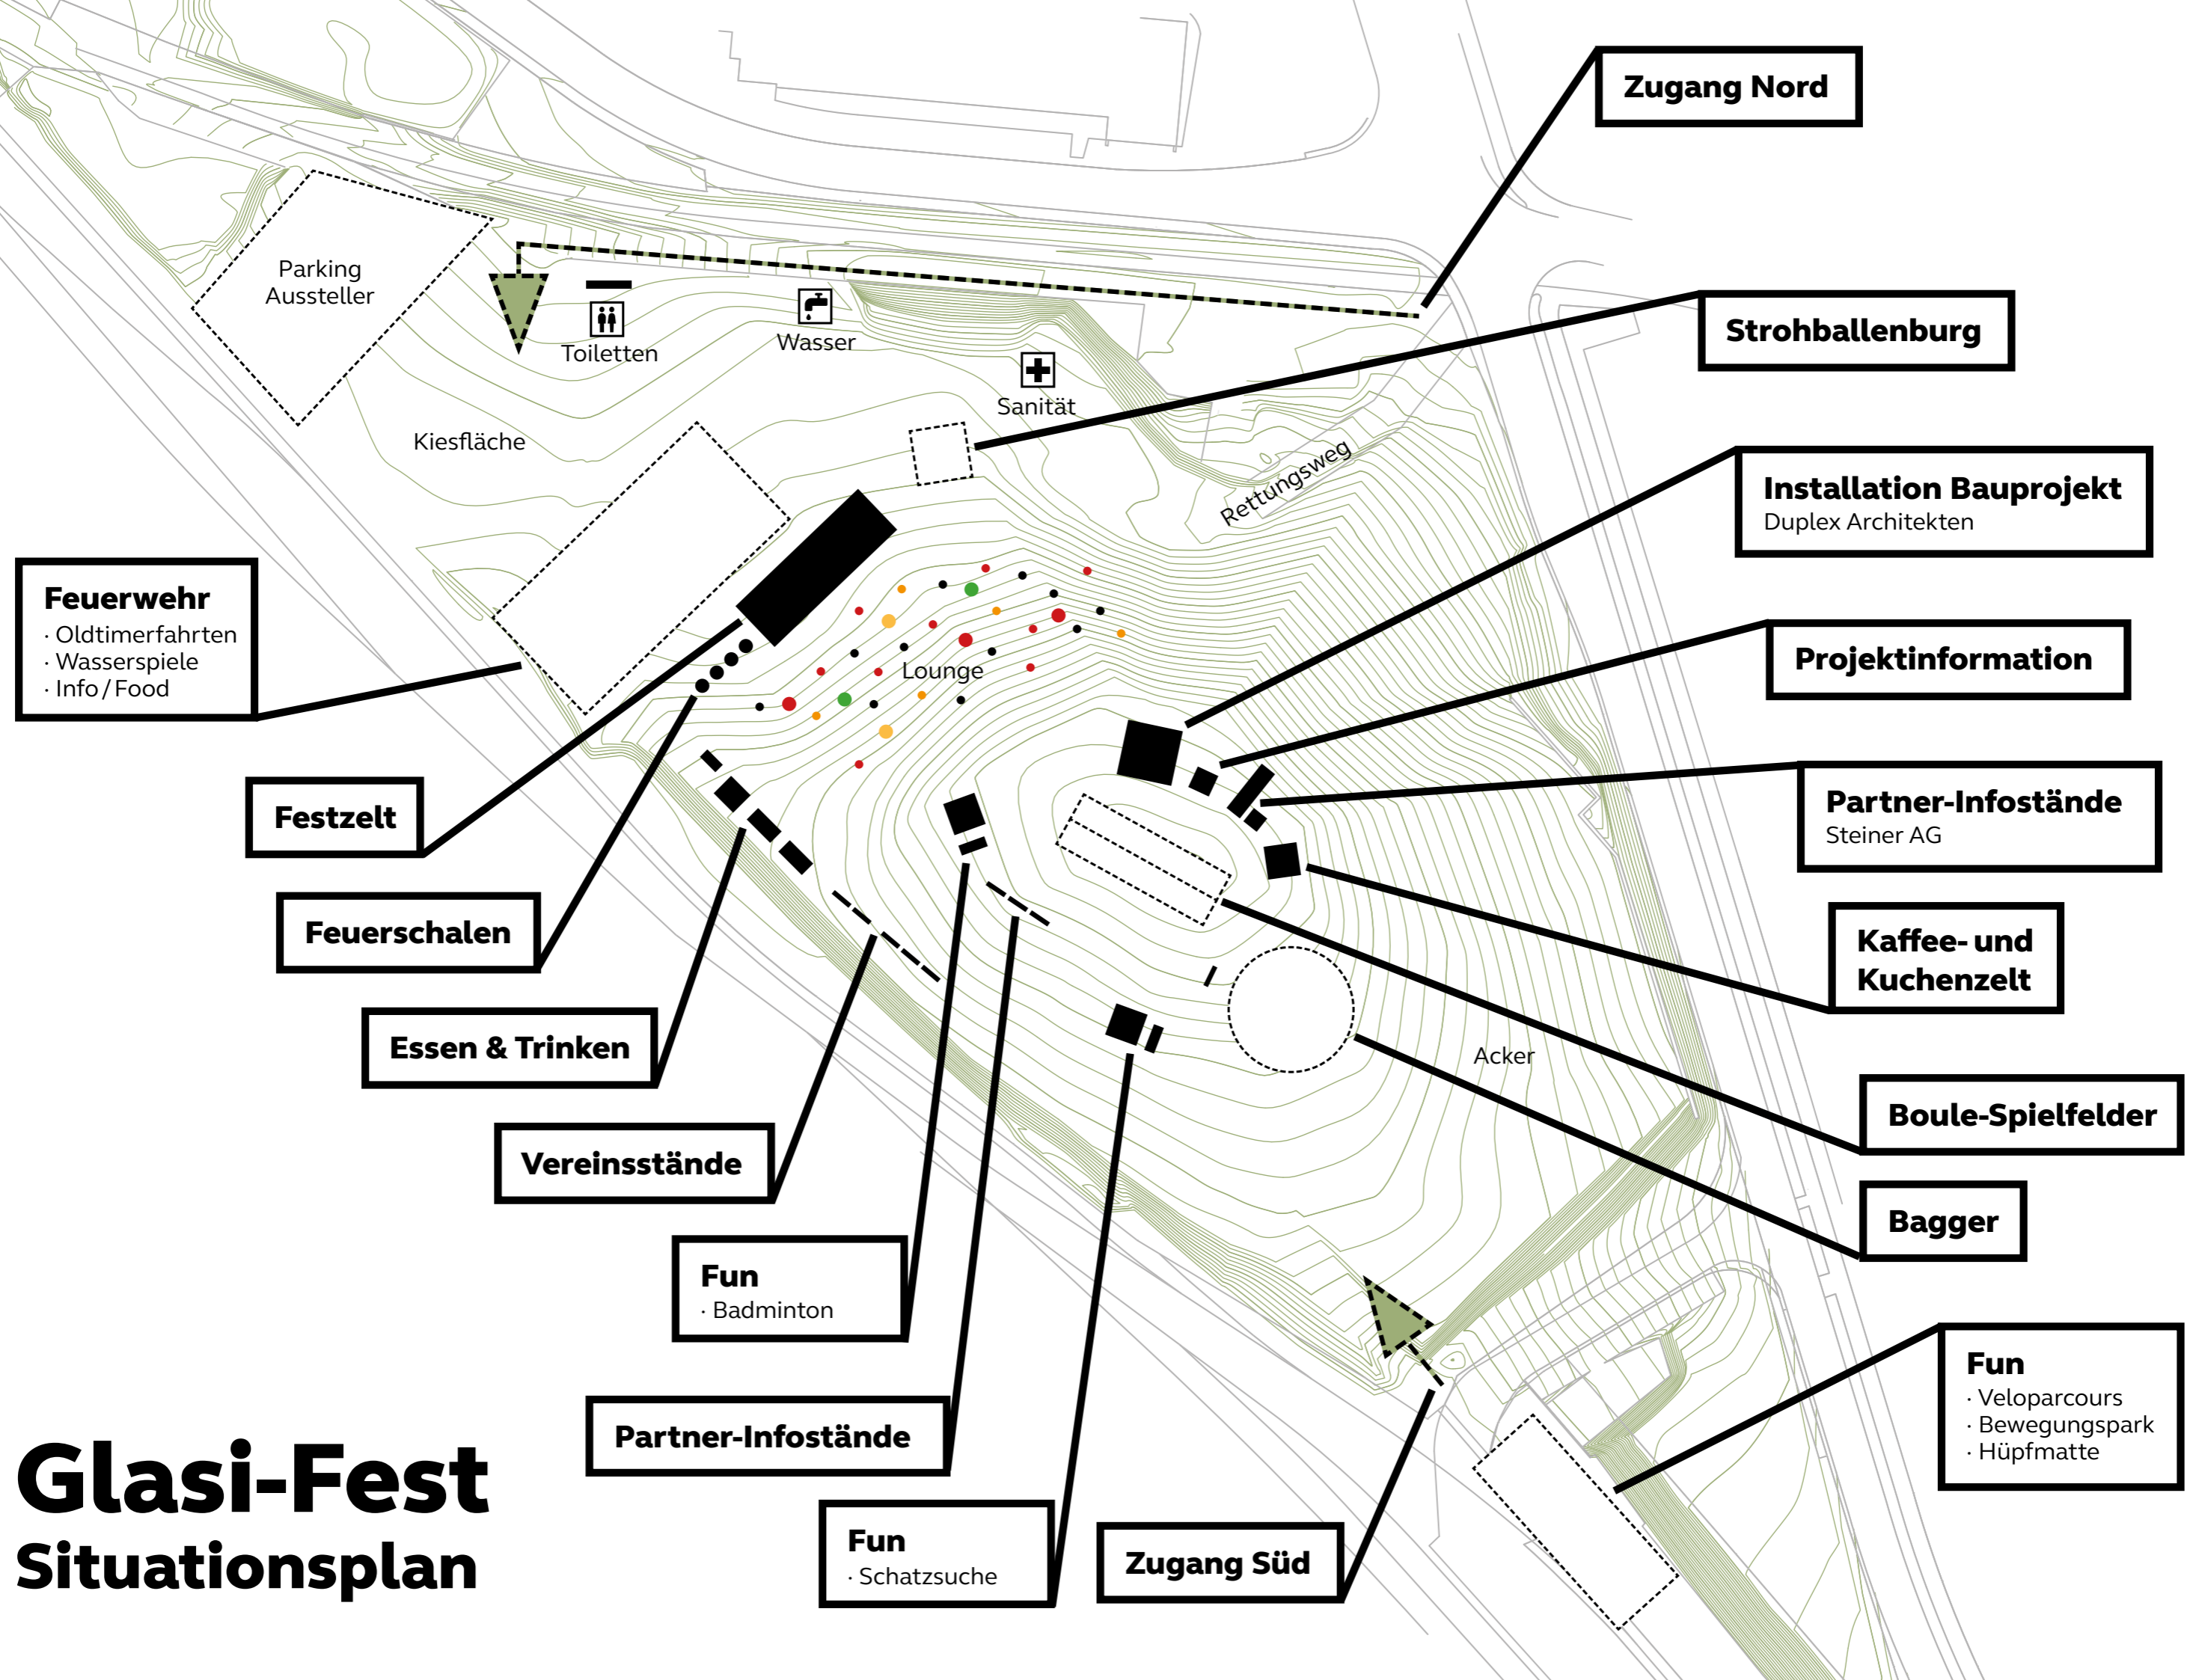 Zugang Nord
Parking
Aussteller
Toiletten
Wasser
Strohballenburg
Sanität
Kiesfläche
Rettungsweg
Installation Bauprojekt
Duplex Architekten
Feuerwehr
· Oldtimerfahrten
· Wasserspiele
· Info / Food
Lounge
Projektinformation
Partner-Infostände
Steiner AG
Festzelt
Feuerschalen
Kaffee- und
Kuchenzelt
Essen & Trinken
Acker
Boule-Spielfelder
Vereinsstände
Bagger
Fun
· Badminton
Fun
· Veloparcours
· Bewegungspark
· Hüpfmatte
Partner-Infostände
Glasi-Fest
Situationsplan
Fun
· Schatzsuche
Zugang Süd